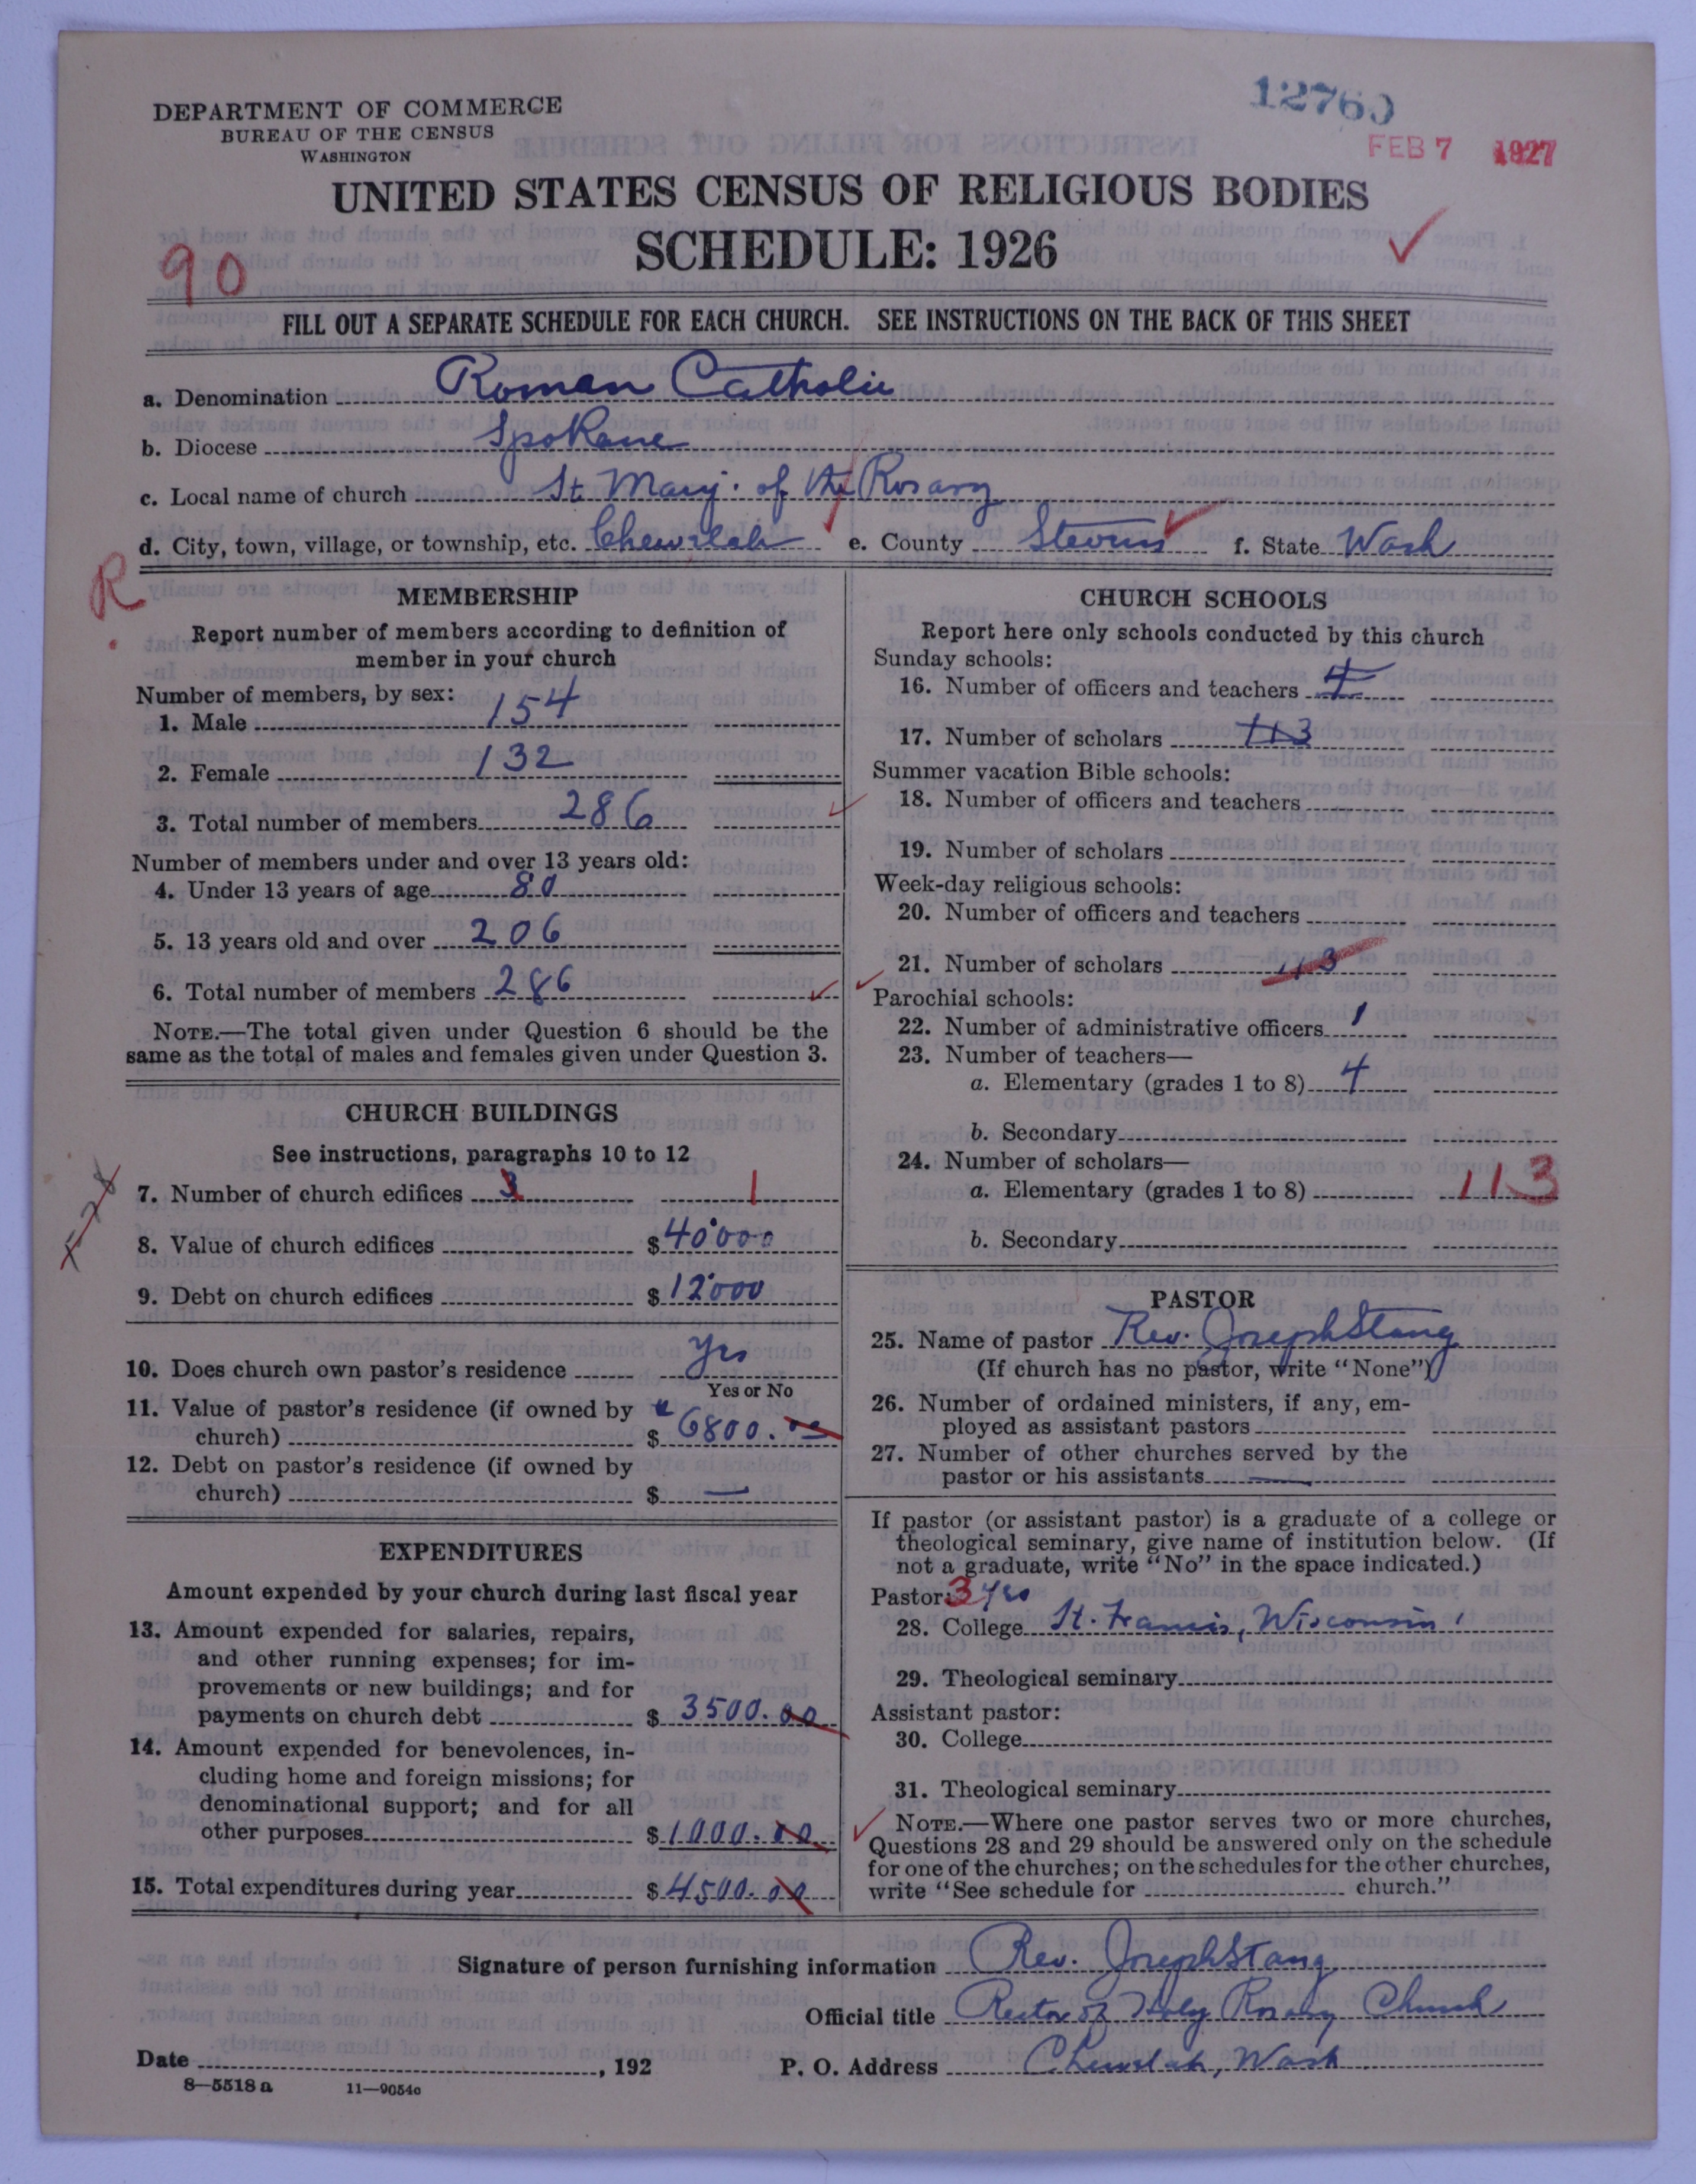 DEPARTMENT OF COMMERCE
BUREAU OF THE CENSUS
WASHINGTON
12760
FEB 7 1927
UNITED STATES CENSUS OF RELIGIOUS BODIES
SCHEDULE: 1926
90
FILL OUT A SEPARATE SCHEDULE FOR EACH CHURCH. SEE INSTRUCTIONS ON THE BACK OF THIS SHEET
a. Denomination Roman Catholic
b. Diocese Spokane
c. Local name of church St. Mary. of the Rosary
d. City, town, village, or township, etc. Chewelah e. County Stevens f. State Wash
R.
MEMBERSHIP
Report number of members according to definition of
member in your church
Number of members, by sex:
1. Male 154
2. Female 132
3. Total number of members 286
Number of members under and over 13 years old:
4. Under 13 years of age 80
5. 13 years old and over 206
6. Total number of members 286
NOTE.—The total given under Question 6 should be the
same as the total of males and females given under Question 3.
CHURCH BUILDINGS
See instructions, paragraphs 10 to 12
7. Number of church edifices 3 1
8. Value of church edifices $ 40000
9. Debt on church edifices $ 12000
10. Does church own pastor's residence Yes
Yes or No
11. Value of pastor's residence (if owned by
church) $ 6800.00
12. Debt on pastor's residence (if owned by
church) $ —
EXPENDITURES
Amount expended by your church during last fiscal year
13. Amount expended for salaries, repairs,
and other running expenses; for im-
provements or new buildings; and for
payments on church debt $ 3500.00
14. Amount expended for benevolences, in-
cluding home and foreign missions; for
denominational support; and for all
other purposes $ 1000.00
15. Total expenditures during year $ 4500.00
CHURCH SCHOOLS
Report here only schools conducted by this church
Sunday schools:
16. Number of officers and teachers 4
17. Number of scholars 113
Summer vacation Bible schools:
18. Number of officers and teachers
19. Number of scholars
Week-day religious schools:
20. Number of officers and teachers
21. Number of scholars 113
Parochial schools:
22. Number of administrative officers 1
23. Number of teachers—
a. Elementary (grades 1 to 8) 4
b. Secondary
24. Number of scholars—
a. Elementary (grades 1 to 8) 113
b. Secondary
PASTOR
25. Name of pastor Rev. Joseph Stang
(If church has no pastor, write "None")
26. Number of ordained ministers, if any, em-
ployed as assistant pastors
27. Number of other churches served by the
pastor or his assistants —
If pastor (or assistant pastor) is a graduate of a college or
theological seminary, give name of institution below. (If
not a graduate, write "No" in the space indicated.)
Pastor: 3 yrs
28. College St. Francis, Wisconsin
29. Theological seminary
Assistant pastor:
30. College
31. Theological seminary
NOTE.—Where one pastor serves two or more churches,
Questions 28 and 29 should be answered only on the schedule
for one of the churches; on the schedules for the other churches,
write "See schedule for church."
Signature of person furnishing information Rev. Joseph Stang
Official title Rector of Holy Rosary Church
Date , 192 P. O. Address Chewelah, Wash.
8—5518 a 11—9054c